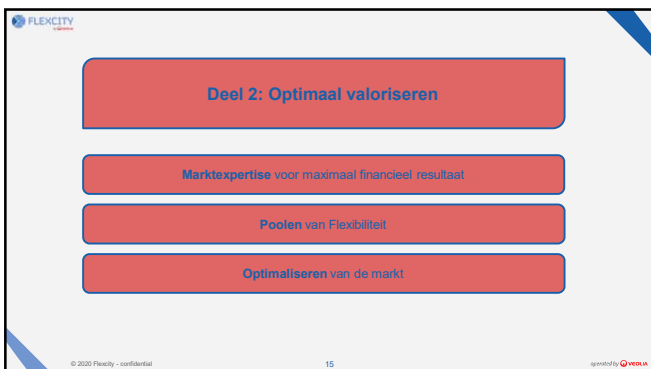 FLEXCITY
Deel 2: Optimaal valoriseren
Marktexpertise voor maximaal financieel resultaat
Poolen van Flexibiliteit
Optimaliseren van de markt
© 2020 Flexcity - confidential
15
operated by VEOLIA